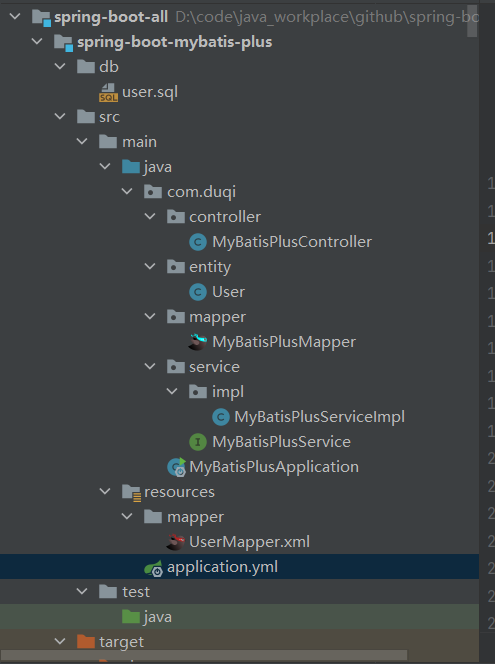 spring-boot-all D:\code\java_workplace\github\spring-bo
spring-boot-mybatis-plus
db
SQL user.sql
src
main
java
com.duqi
controller
C MyBatisPlusController
entity
C User
mapper
MyBatisPlusMapper
service
impl
C MyBatisPlusServiceImpl
I MyBatisPlusService
MyBatisPlusApplication
resources
mapper
UserMapper.xml
application.yml
test
java
target